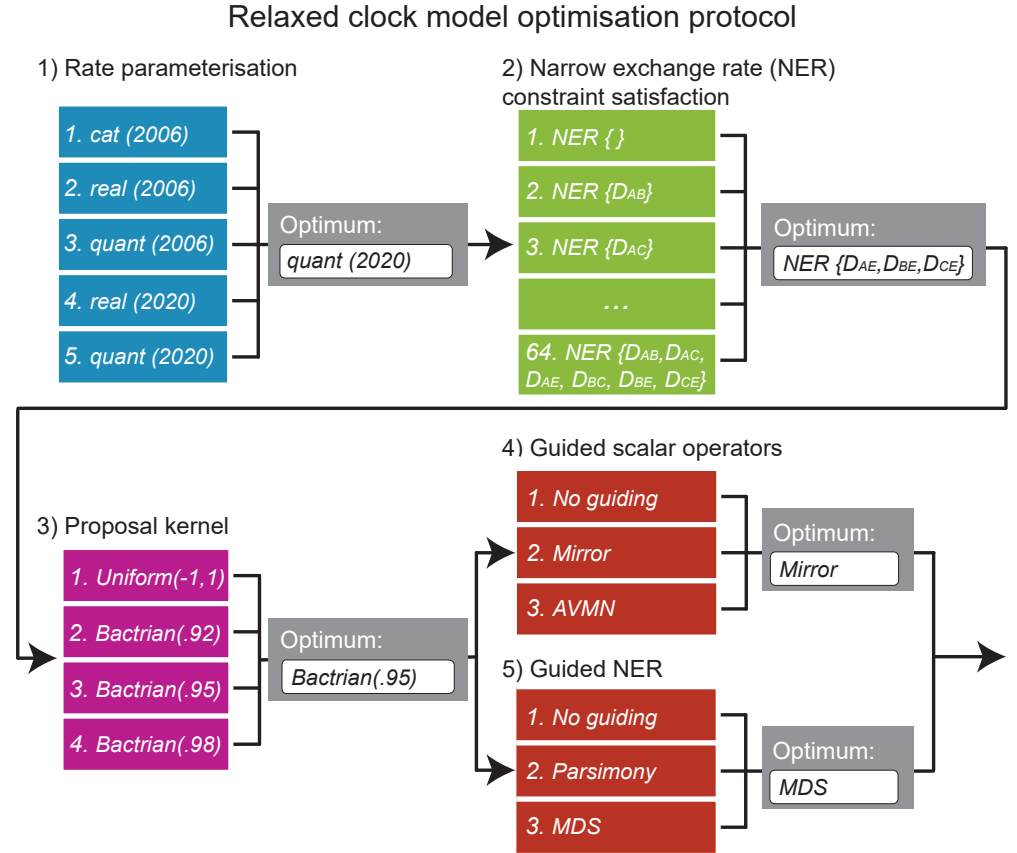 Relaxed clock model optimisation protocol
1) Rate parameterisation
1. cat (2006)
2. real (2006)
3. quant (2006)
4. real (2020)
5. quant (2020)
Optimum:
quant (2020)
2) Narrow exchange rate (NER)
constraint satisfaction
1. NER { }
2. NER {DAB}
3. NER {DAC}
...
64. NER {DAB,DAC,
DAE, DBC, DBE, DCE}
Optimum:
NER {DAE,DBE,DCE}
3) Proposal kernel
1. Uniform(-1,1)
2. Bactrian(.92)
3. Bactrian(.95)
4. Bactrian(.98)
Optimum:
Bactrian(.95)
4) Guided scalar operators
1. No guiding
2. Mirror
3. AVMN
Optimum:
Mirror
5) Guided NER
1. No guiding
2. Parsimony
3. MDS
Optimum:
MDS